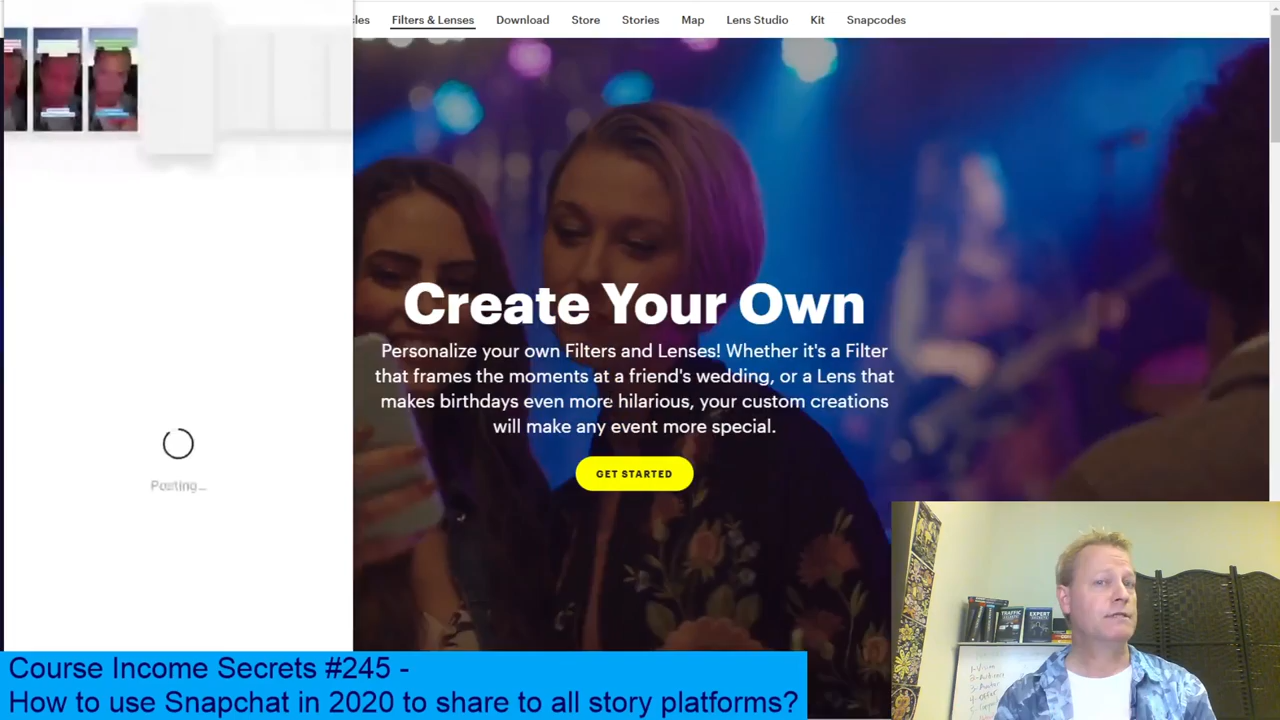 Filters & Lenses Download Store Stories Map Lens Studio Kit Snapcodes
Create Your Own
Personalize your own Filters and Lenses! Whether it's a Filter
that frames the moments at a friend's wedding, or a Lens that
makes birthdays even more hilarious, your custom creations
will make any event more special.
GET STARTED
TRAFFIC
EXPERT
Course Income Secrets #245 -
How to use Snapchat in 2020 to share to all story platforms?